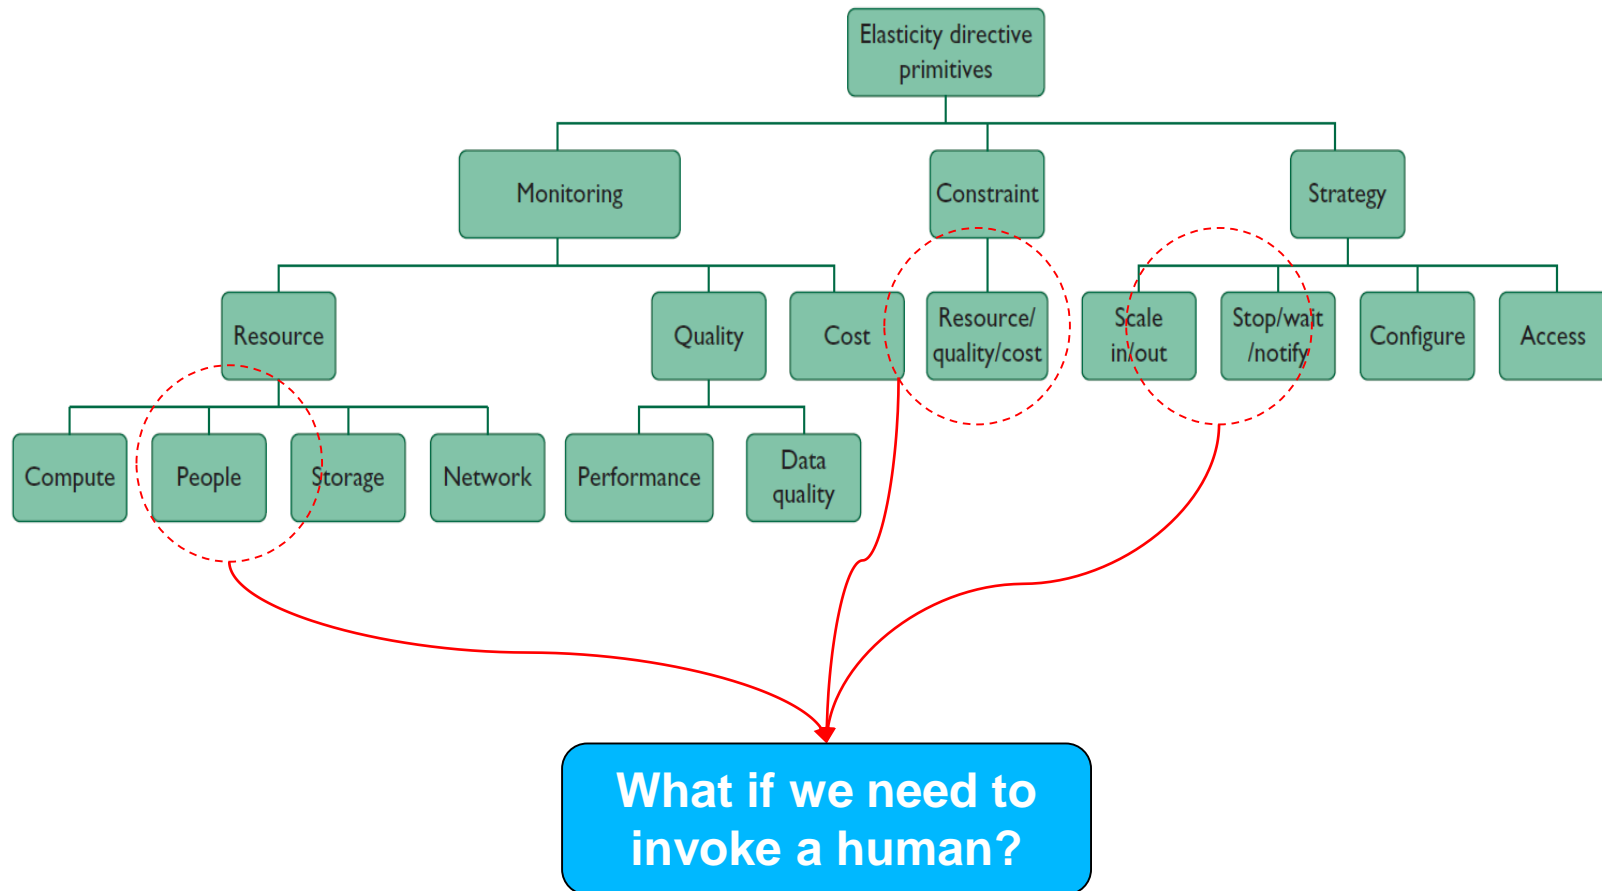 Elasticity directive
primitives
Monitoring
Constraint
Strategy
Resource
Quality
Cost
Resource/
quality/cost
Scale
in/out
Stop/wait
/notify
Configure
Access
Compute
People
Storage
Network
Performance
Data
quality
What if we need to
invoke a human?